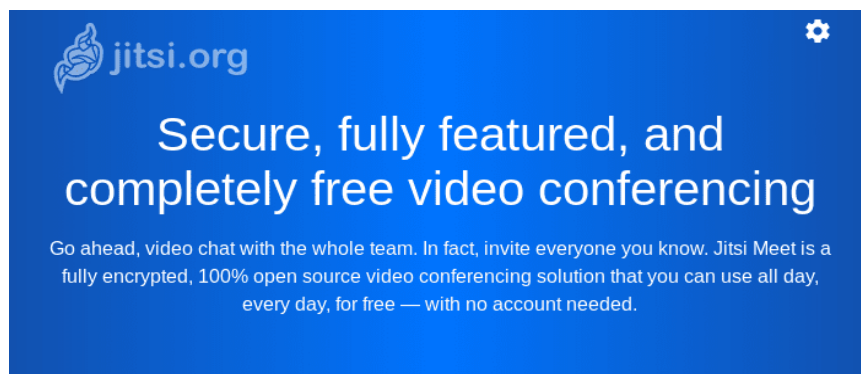 jitsi.org
Secure, fully featured, and
completely free video conferencing
Go ahead, video chat with the whole team. In fact, invite everyone you know. Jitsi Meet is a
fully encrypted, 100% open source video conferencing solution that you can use all day,
every day, for free — with no account needed.